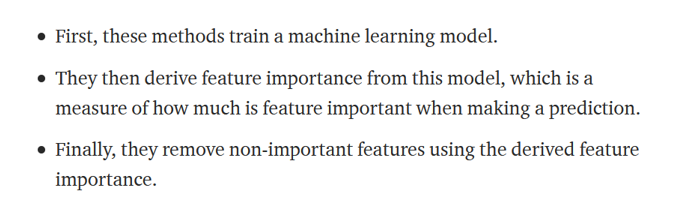 • First, these methods train a machine learning model.
• They then derive feature importance from this model, which is a
measure of how much is feature important when making a prediction.
• Finally, they remove non-important features using the derived feature
importance.